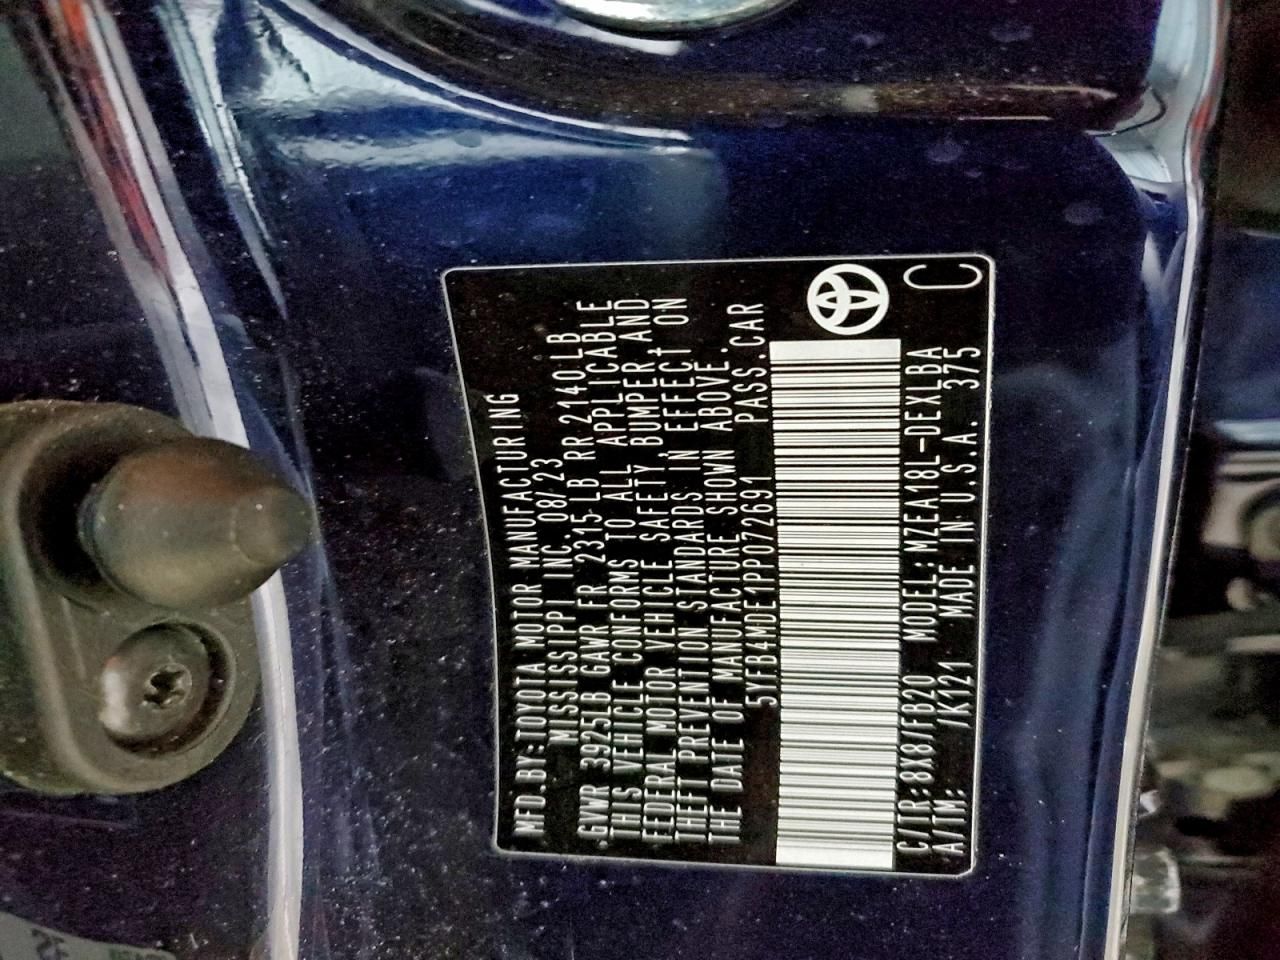 MFD.BY:TOYOTA MOTOR MANUFACTURING
MISSISSIPPI INC. 08/23
GVWR 3925LB GAWR FR 2315 LB RR 2140LB
THIS VEHICLE CONFORMS TO ALL APPLICABLE
FEDERAL MOTOR VEHICLE SAFETY, BUMPER, AND
THEFT PREVENTION STANDARDS IN EFFECT ON
THE DATE OF MANUFACTURE SHOWN ABOVE.
5YFB4MDE1PP072691 PASS.CAR
C/TR:8X8/FB20 MODEL:MZEA18L-DEXLBA
A/TM: /K121 MADE IN U.S.A. 375
C